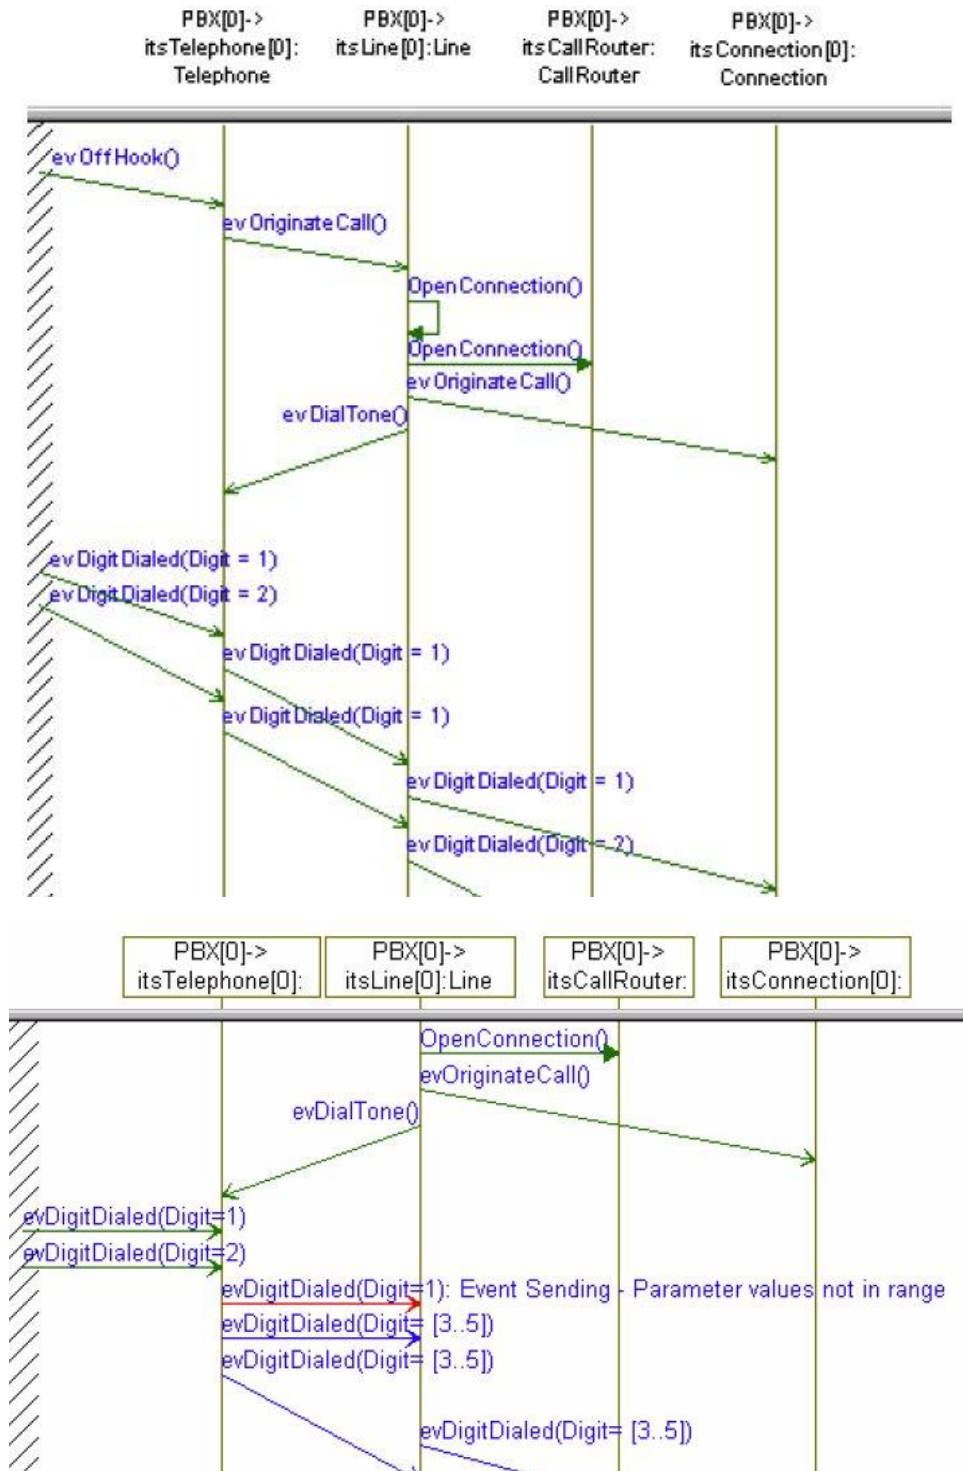 PBX[0]-> PBX[0]-> PBX[0]-> PBX[0]->
itsTelephone[0]: itsLine[0]:Line itsCallRouter: itsConnection[0]:
Telephone CallRouter Connection
evOffHook()
evOriginateCall()
OpenConnection()
OpenConnection()
evOriginateCall()
evDialTone()
evDigitDialed(Digit = 1)
evDigitDialed(Digit = 2)
evDigitDialed(Digit = 1)
evDigitDialed(Digit = 1)
evDigitDialed(Digit = 1)
evDigitDialed(Digit = 2)
PBX[0]-> PBX[0]-> PBX[0]-> PBX[0]->
itsTelephone[0]: itsLine[0]:Line itsCallRouter: itsConnection[0]:
OpenConnection()
evOriginateCall()
evDialTone()
evDigitDialed(Digit=1)
evDigitDialed(Digit=2)
evDigitDialed(Digit=1): Event Sending - Parameter values not in range
evDigitDialed(Digit= [3..5])
evDigitDialed(Digit= [3..5])
evDigitDialed(Digit= [3..5])